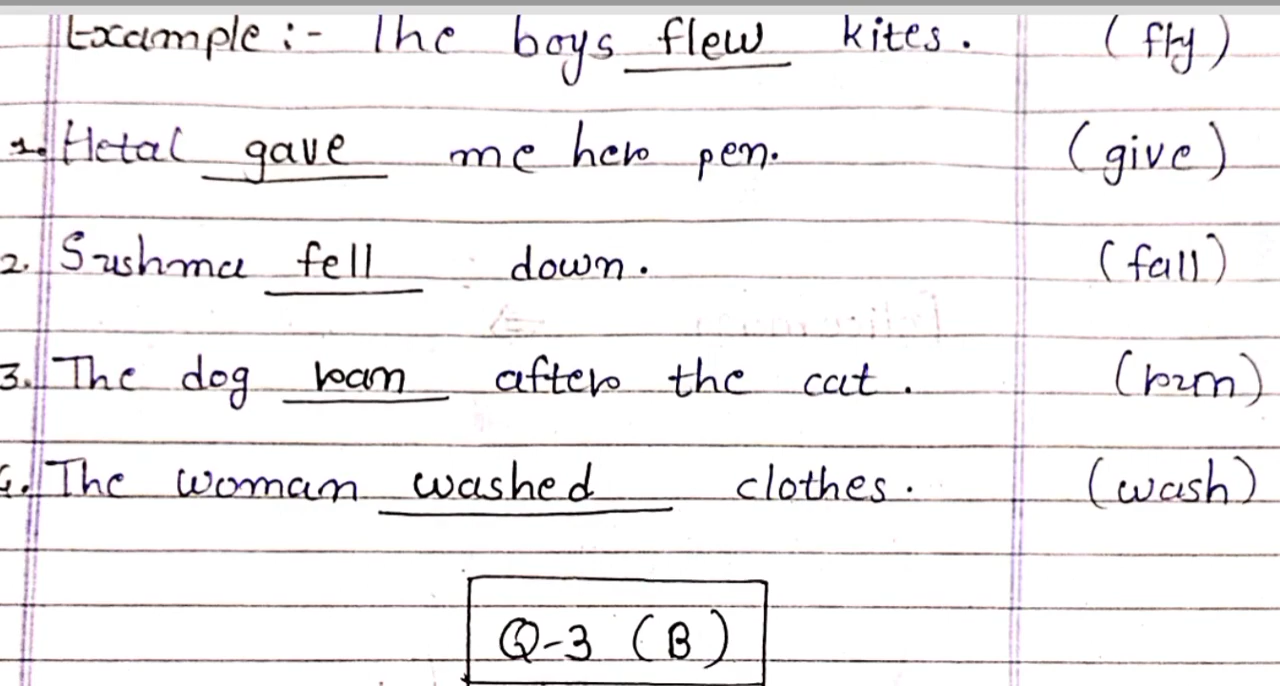 Example :- The boys flew kites. (fly)
1. Hetal gave me her pen. (give)
2. Sushma fell down. (fall)
3. The dog ran after the cat. (run)
4. The woman washed clothes. (wash)
Q-3 (B)